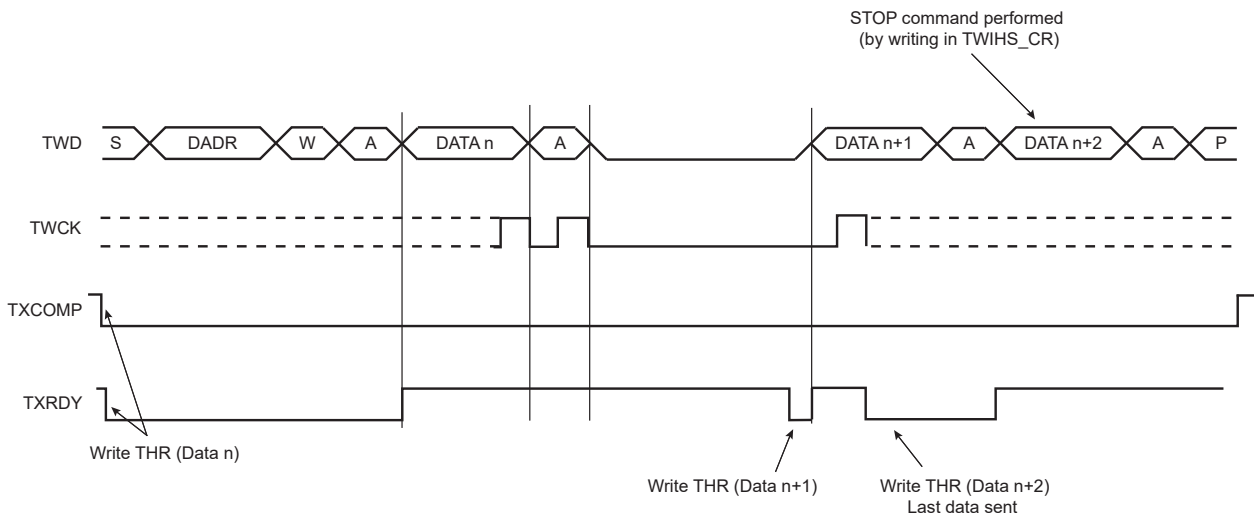 STOP command performed
(by writing in TWIHS_CR)
TWD S DADR W A DATA n A DATA n+1 A DATA n+2 A P
TWCK
TXCOMP
TXRDY
Write THR (Data n)
Write THR (Data n+1)
Write THR (Data n+2)
Last data sent